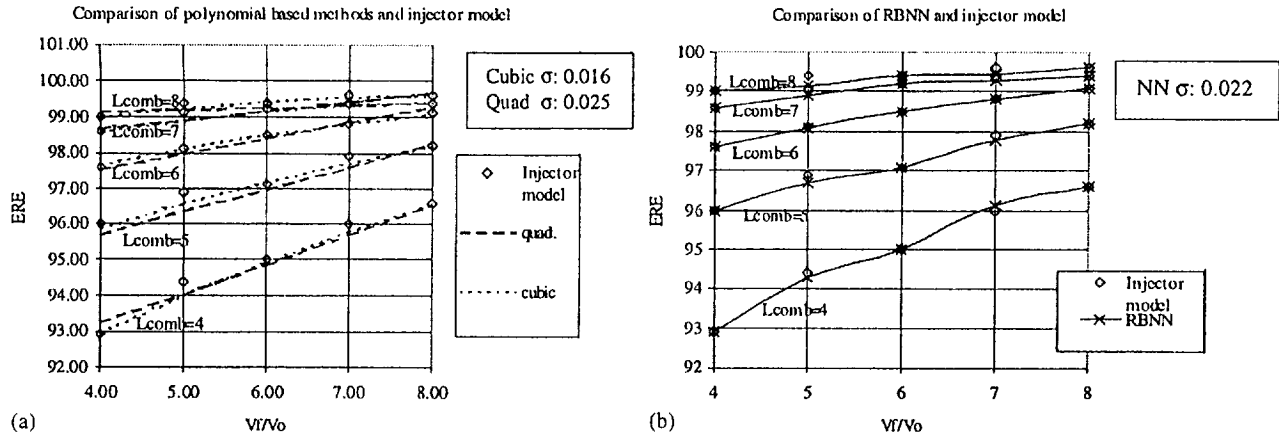 Comparison of polynomial based methods and injector model
101.00
100.00
99.00
98.00
97.00
96.00
95.00
94.00
93.00
92.00
ERE
4.00
5.00
6.00
7.00
8.00
Vf/Vo
Lcomb=8
Lcomb=7
Lcomb=6
Lcomb=5
Lcomb=4
Cubic σ: 0.016
Quad σ: 0.025
Injector
model
quad.
cubic
(a)
Comparison of RBNN and injector model
100
99
98
97
96
95
94
93
92
ERE
4
5
6
7
8
Vf/Vo
Lcomb=8
Lcomb=7
Lcomb=6
Lcomb=5
Lcomb=4
NN σ: 0.022
Injector
model
RBNN
(b)